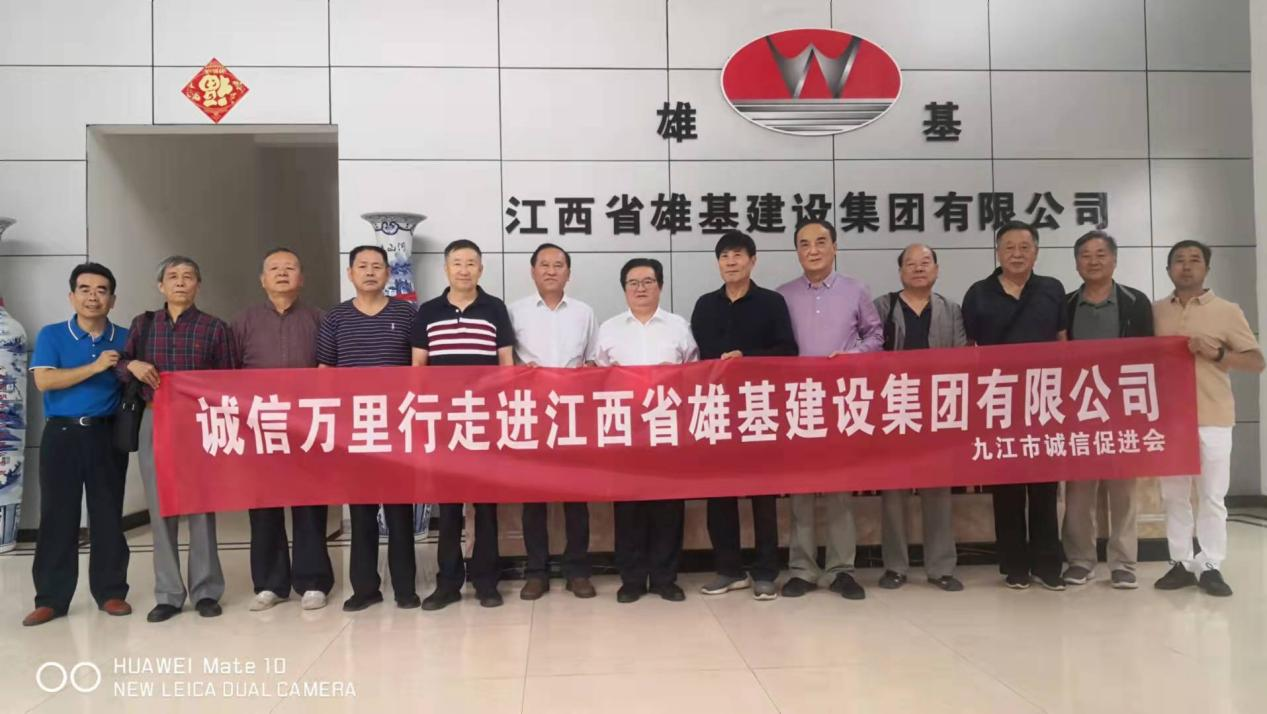 福
雄 基
江西省雄基建设集团有限公司
诚信万里行走进江西省雄基建设集团有限公司
九江市诚信促进会
HUAWEI Mate 10
NEW LEICA DUAL CAMERA